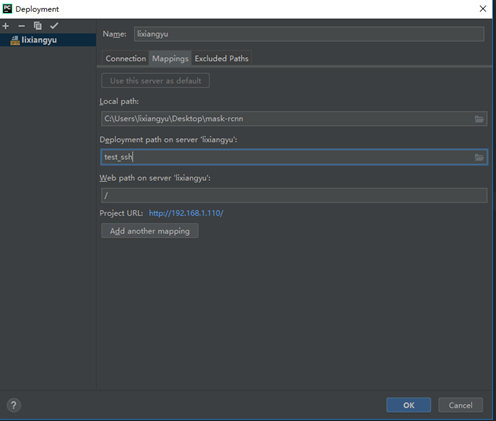 PC Deployment
lixiangyu
Name: lixiangyu
Connection Mappings Excluded Paths
Use this server as default
Local path:
C:\Users\lixiangyu\Desktop\mask-rcnn
Deployment path on server 'lixiangyu':
test_ssh
Web path on server 'lixiangyu':
/
Project URL: http://192.168.1.110/
Add another mapping
? OK Cancel